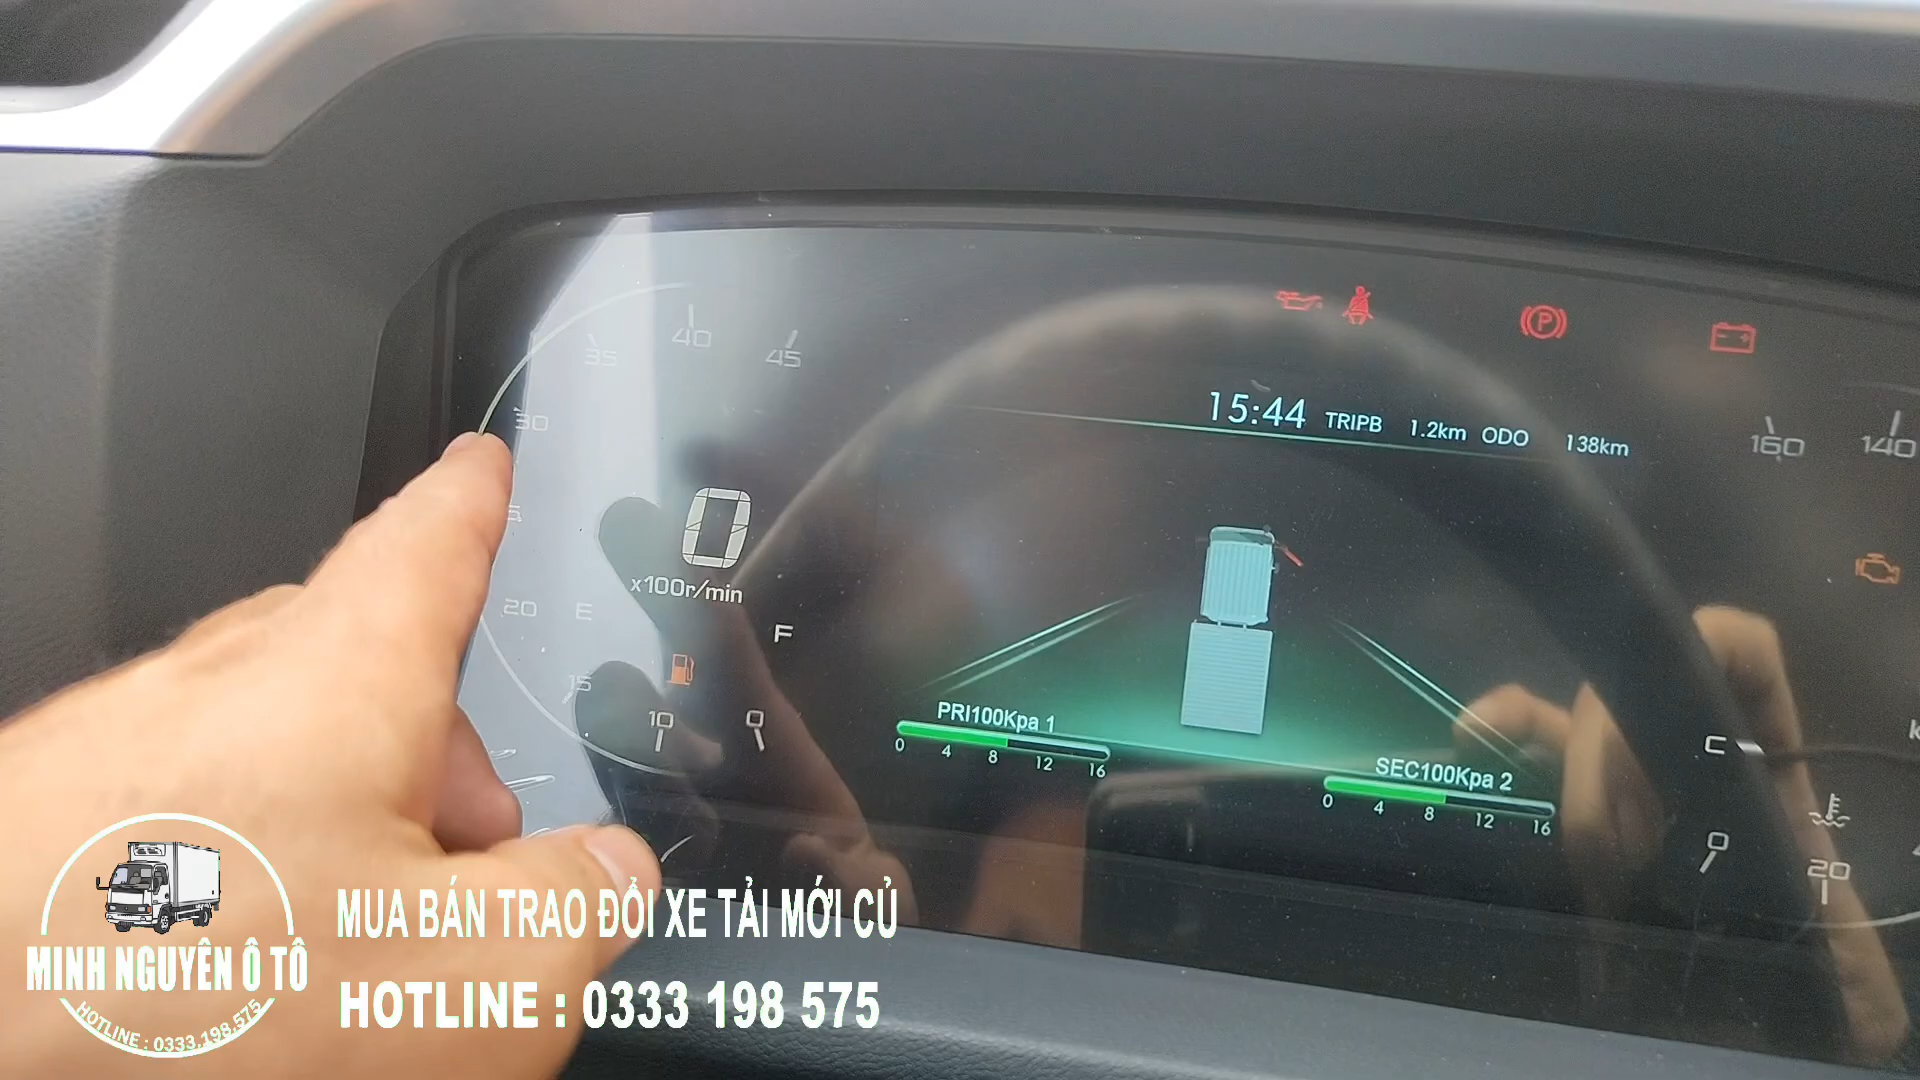 35
40
45
30
15:44 TRIPB 1.2km ODO 138km
160
140
0
x100r/min
20 E
F
15
10
0
PRI100Kpa 1
0 4 8 12 16
SEC100Kpa 2
0 4 8 12 16
C
0
20
MUA BÁN TRAO ĐỔI XE TẢI MỚI CỦ
HOTLINE : 0333 198 575
MINH NGUYÊN Ô TÔ
HOTLINE : 0333.198.575